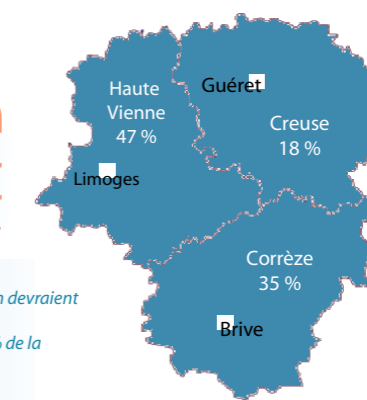 Haute
Vienne
47 %
Limoges
Guéret
Creuse
18 %
Corrèze
35 %
Brive
devraient
de la